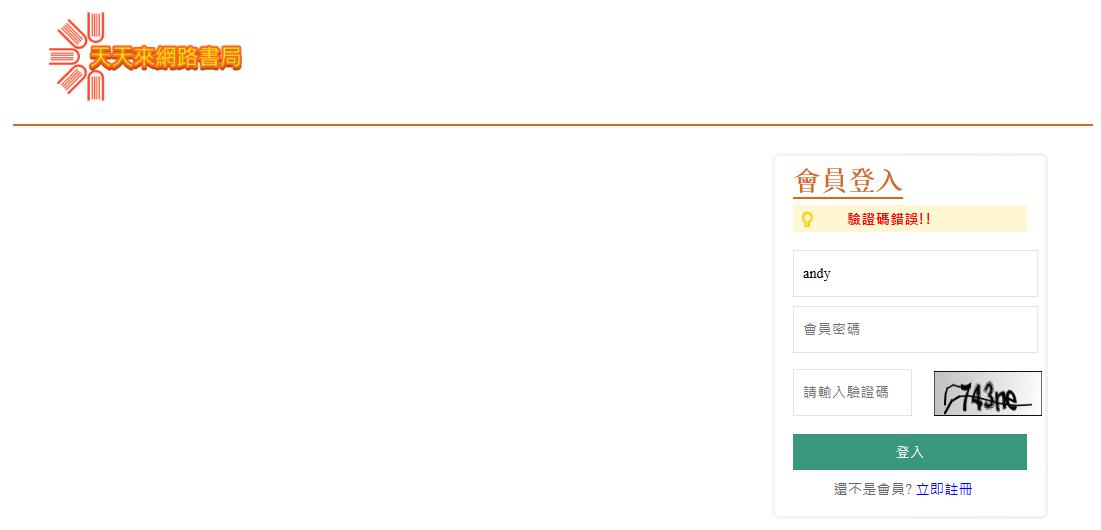 天天來網路書局
會員登入
驗證碼錯誤!!
andy
會員密碼
請輸入驗證碼
登入
還不是會員? 立即註冊